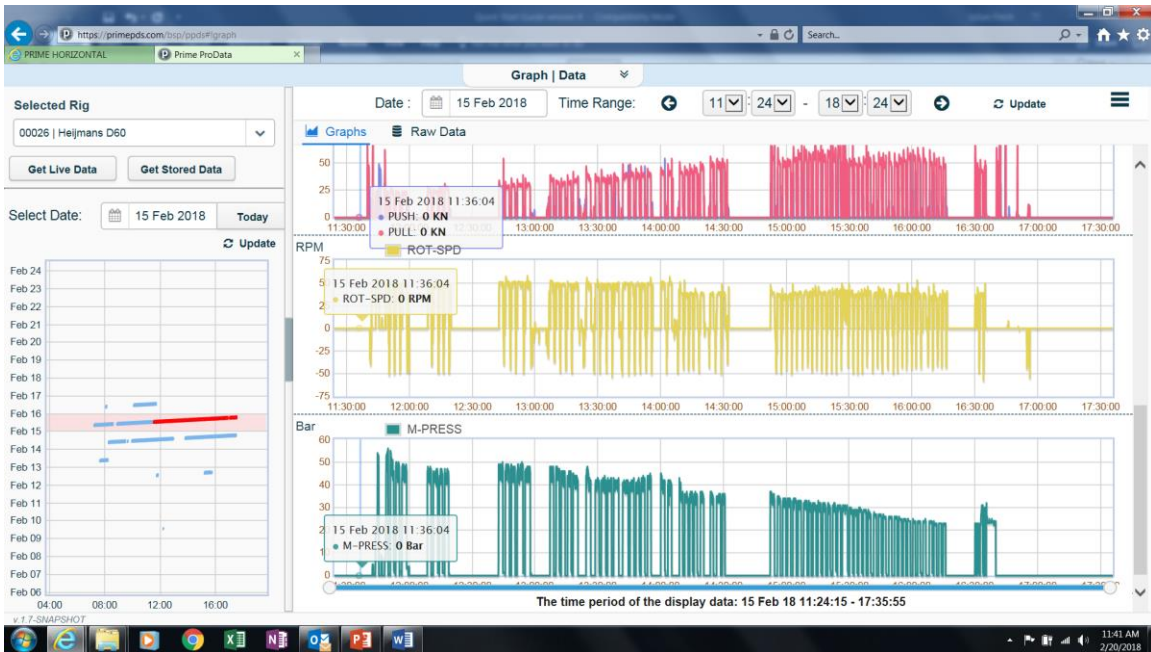 https://primepds.com/bsp/ppds#!graph
Search...
PRIME HORIZONTAL
Prime ProData
Graph | Data
Selected Rig
00026 | Heijmans D60
Get Live Data
Get Stored Data
Select Date:
15 Feb 2018
Today
Update
Feb 24
Feb 23
Feb 22
Feb 21
Feb 20
Feb 19
Feb 18
Feb 17
Feb 16
Feb 15
Feb 14
Feb 13
Feb 12
Feb 11
Feb 10
Feb 09
Feb 08
Feb 07
Feb 06
04:00 08:00 12:00 16:00
v.1.7-SNAPSHOT
Date : 15 Feb 2018 Time Range: 11 : 24 - 18 : 24 Update
Graphs Raw Data
50
25
0
15 Feb 2018 11:36:04
PUSH: 0 KN
PULL: 0 KN
11:30:00 13:00:00 13:30:00 14:00:00 14:30:00 15:00:00 15:30:00 16:00:00 16:30:00 17:00:00 17:30:00
RPM
ROT-SPD
75
15 Feb 2018 11:36:04
ROT-SPD: 0 RPM
0
-25
-50
-75
11:30:00 12:00:00 12:30:00 13:00:00 13:30:00 14:00:00 14:30:00 15:00:00 15:30:00 16:00:00 16:30:00 17:00:00 17:30:00
Bar
M-PRESS
60
50
40
30
15 Feb 2018 11:36:04
M-PRESS: 0 Bar
0
The time period of the display data: 15 Feb 18 11:24:15 - 17:35:55
11:41 AM
2/20/2018